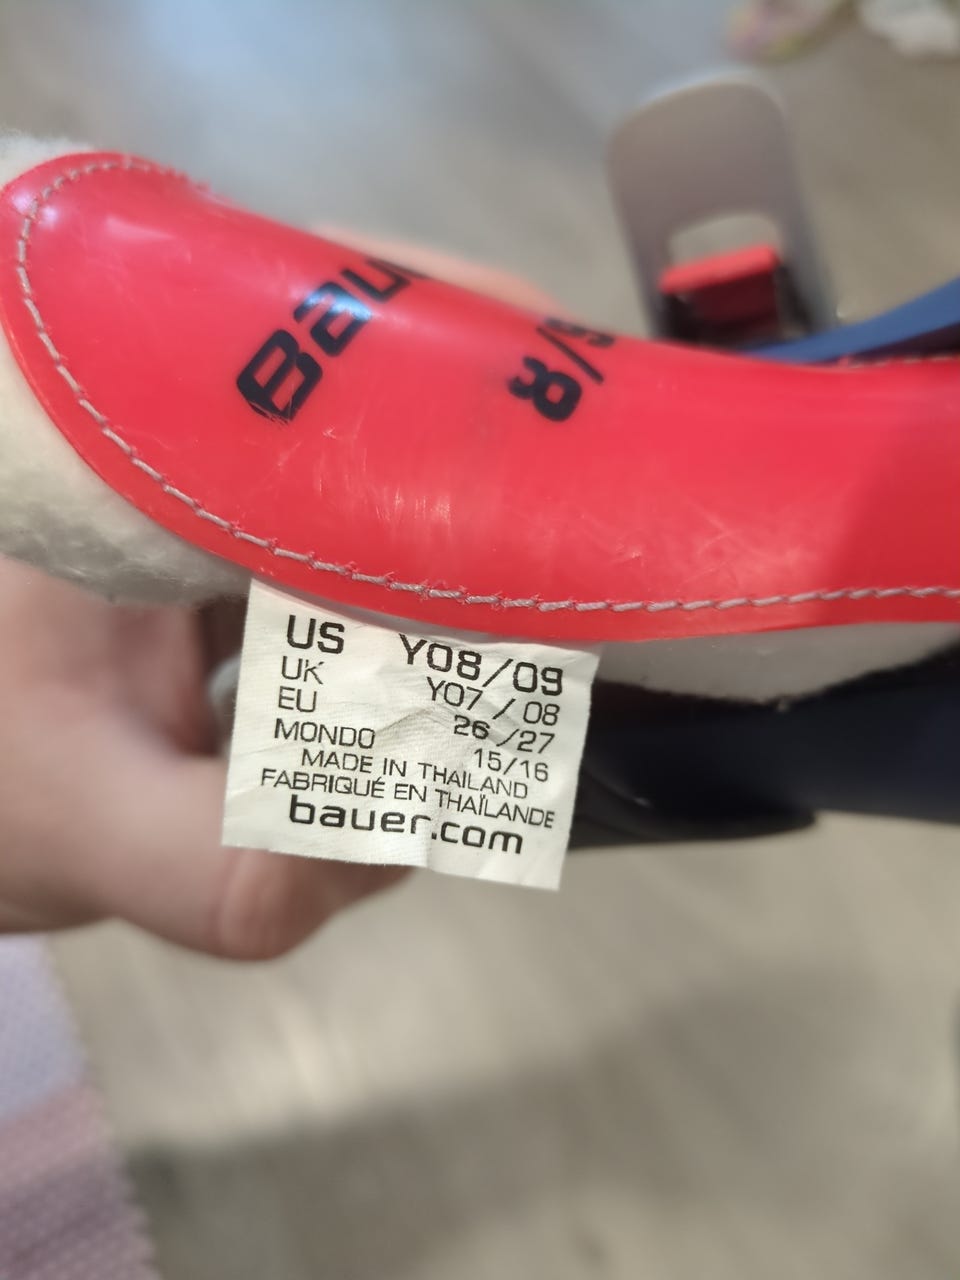 Baue
8/9
US Y08/09
UK Y07/08
EU 26/27
MONDO 15/16
MADE IN THAILAND
FABRIQUÉ EN THAÏLANDE
bauer.com